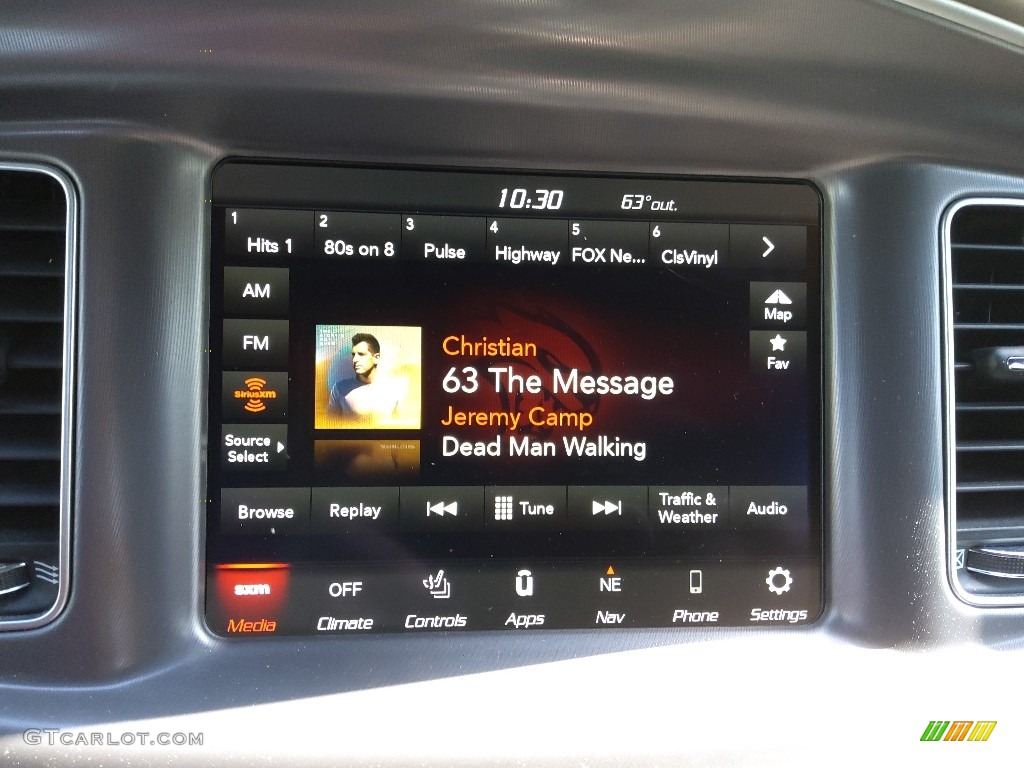 10:30 63°out.
1 Hits 1 2 80s on 8 3 Pulse 4 Highway 5 FOX Ne... 6 ClsVinyl
AM
Map
FM
Fav
SiriusXM
Source
Select
Christian
63 The Message
Jeremy Camp
Dead Man Walking
Browse Replay Tune Traffic &
Weather Audio
sxm OFF NE
Media Climate Controls Apps Nav Phone Settings
GTCARLOT.COM